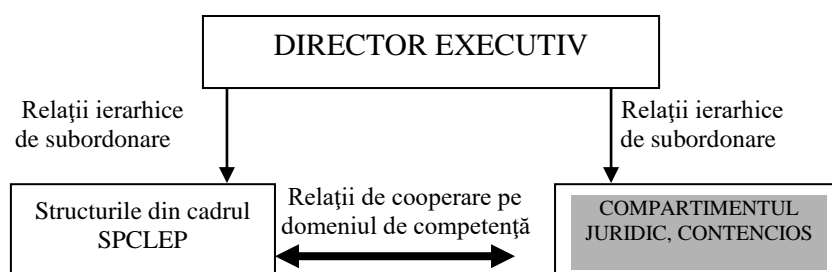 DIRECTOR EXECUTIV
Relaţii ierarhice
de subordonare
Relaţii ierarhice
de subordonare
Structurile din cadrul
SPCLEP
Relaţii de cooperare pe
domeniul de competenţă
COMPARTIMENTUL
JURIDIC, CONTENCIOS